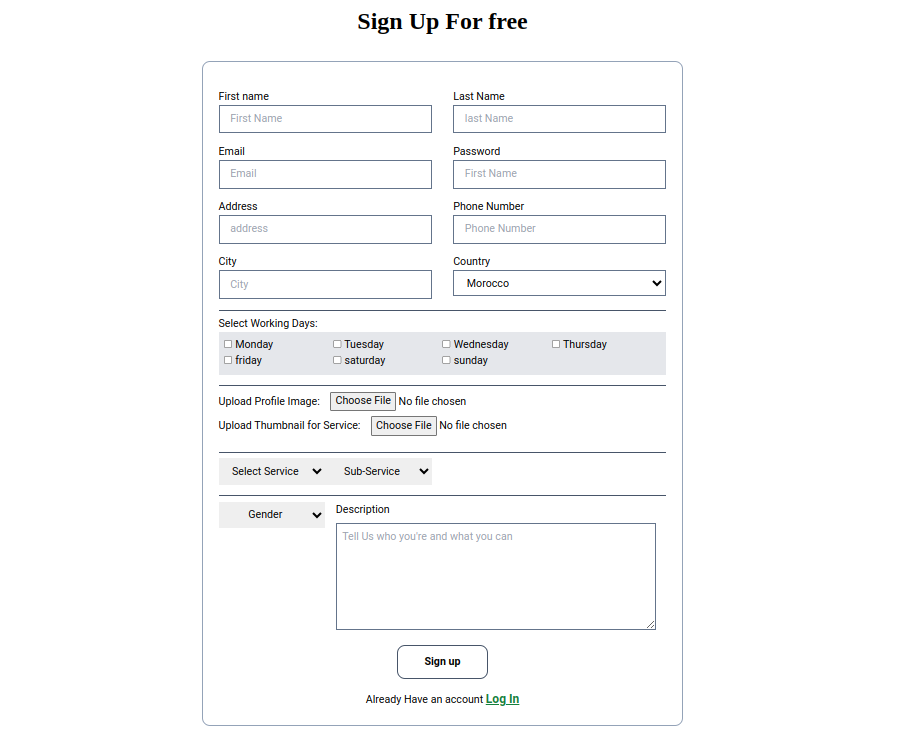 Sign Up For free
First name
Last Name
First Name
last Name
Email
Password
Email
First Name
Address
Phone Number
address
Phone Number
City
Country
City
Morocco
Select Working Days:
Monday Tuesday Wednesday Thursday
friday saturday sunday
Upload Profile Image: Choose File No file chosen
Upload Thumbnail for Service: Choose File No file chosen
Select Service Sub-Service
Gender
Description
Tell Us who you're and what you can
Sign up
Already Have an account Log In